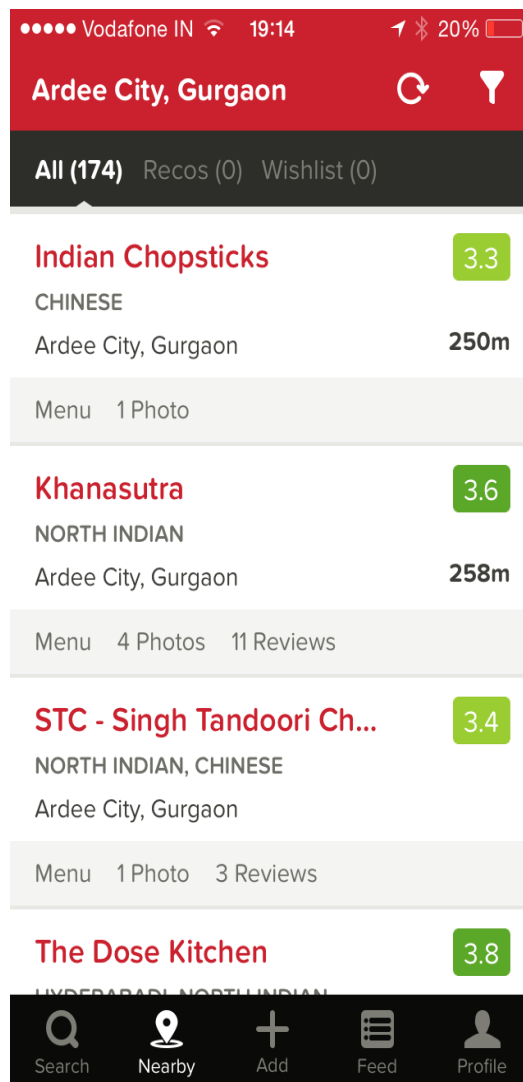 Vodafone IN 19:14 20%
Ardee City, Gurgaon
All (174) Recos (0) Wishlist (0)
Indian Chopsticks 3.3
CHINESE
Ardee City, Gurgaon 250m
Menu 1 Photo
Khanasutra 3.6
NORTH INDIAN
Ardee City, Gurgaon 258m
Menu 4 Photos 11 Reviews
STC - Singh Tandoori Ch... 3.4
NORTH INDIAN, CHINESE
Ardee City, Gurgaon
Menu 1 Photo 3 Reviews
The Dose Kitchen 3.8
HYDERABADI, NORTH INDIAN
Search Nearby Add Feed Profile